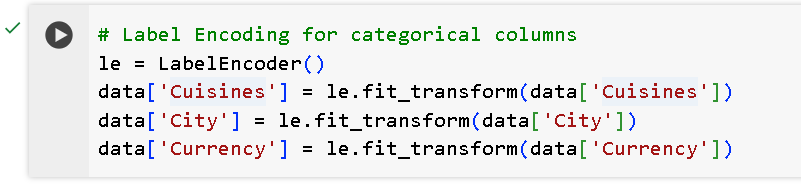 # Label Encoding for categorical columns
le = LabelEncoder()
data['Cuisines'] = le.fit_transform(data['Cuisines'])
data['City'] = le.fit_transform(data['City'])
data['Currency'] = le.fit_transform(data['Currency'])